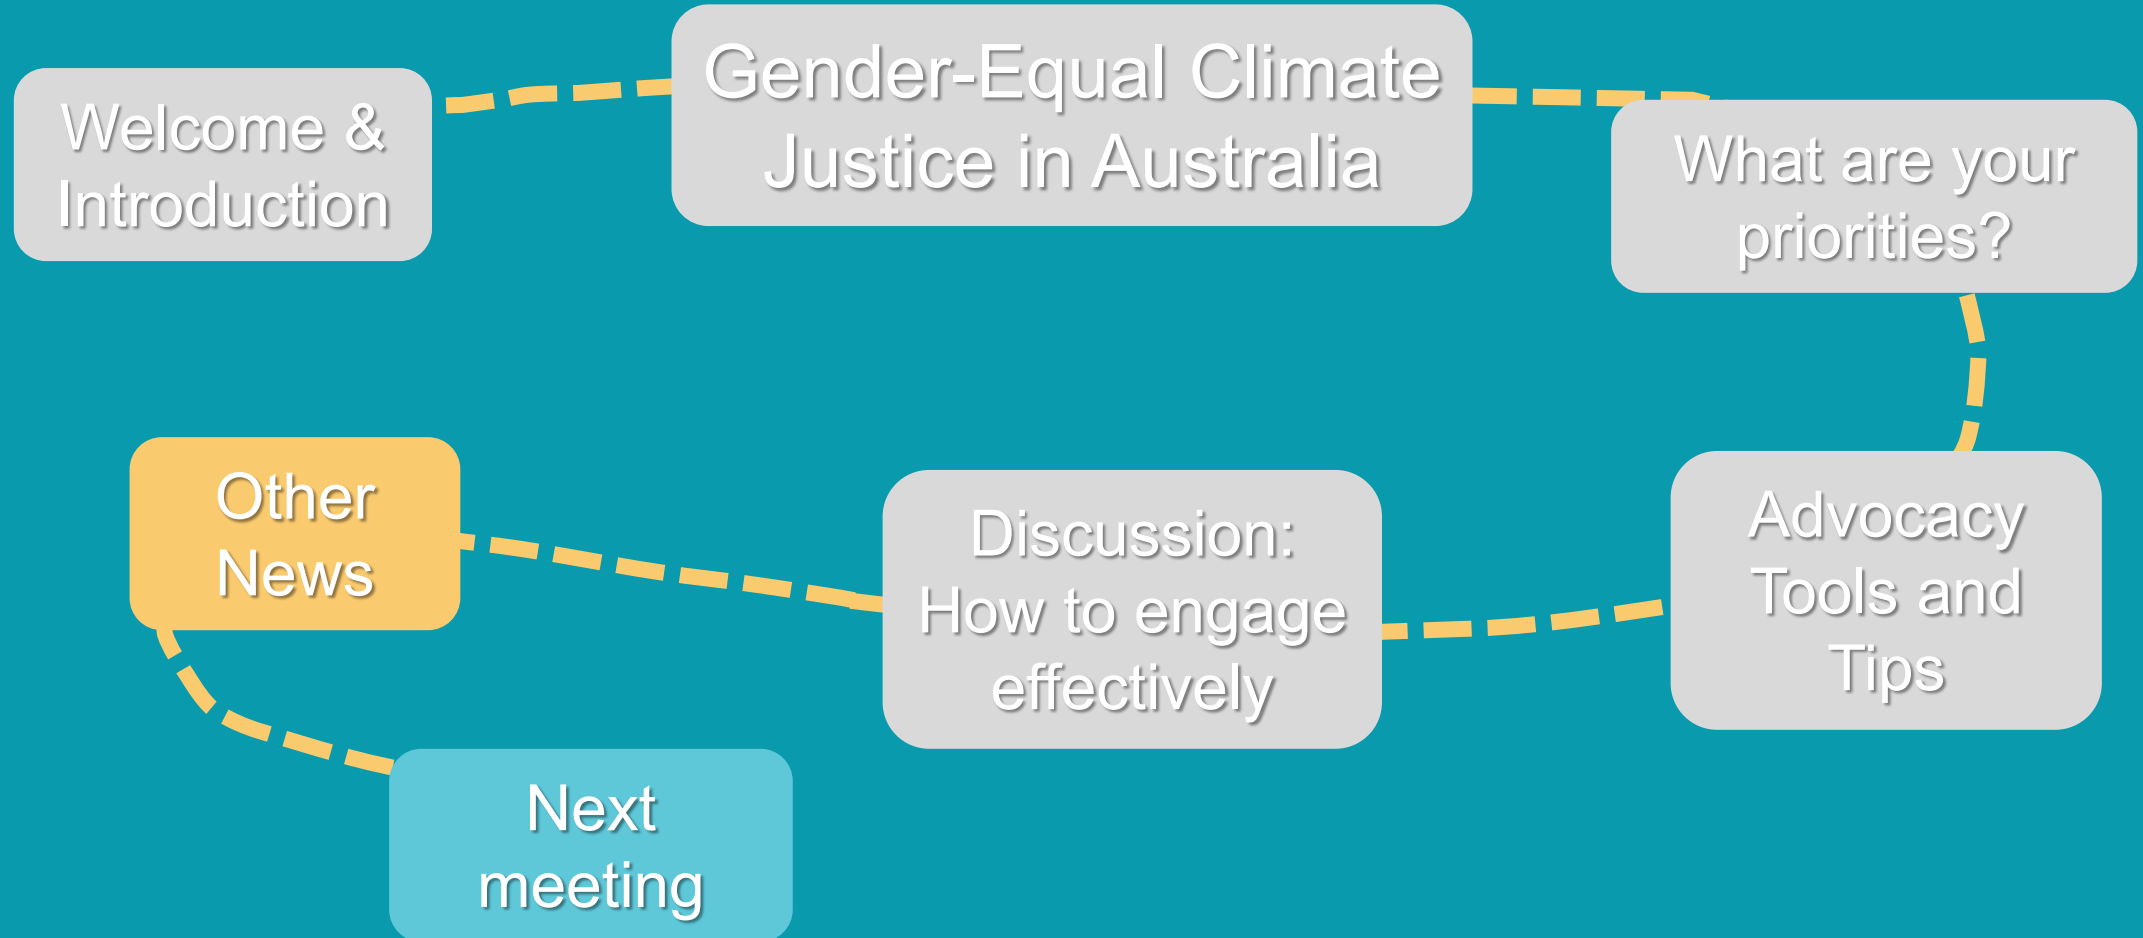 Welcome &
Introduction
Gender-Equal Climate
Justice in Australia
What are your
priorities?
Advocacy
Tools and
Tips
Discussion:
How to engage
effectively
Other
News
Next
meeting